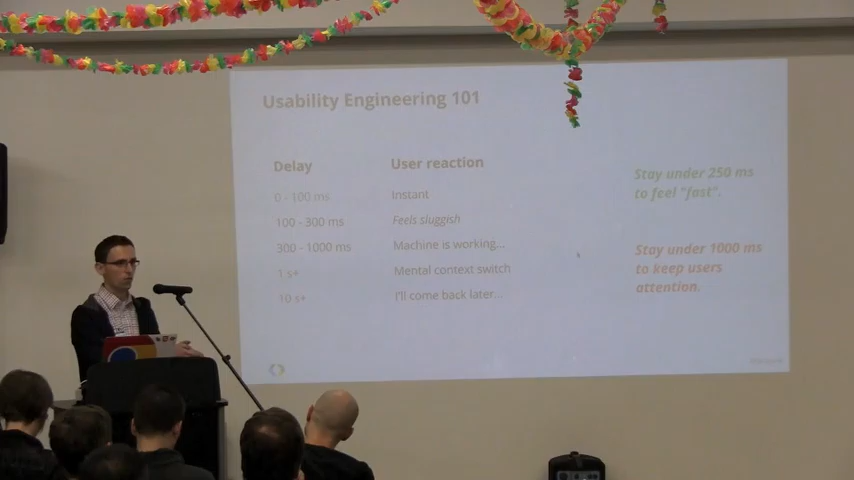 Usability Engineering 101
Delay User reaction
0 - 100 ms Instant
100 - 300 ms Feels sluggish
300 - 1000 ms Machine is working...
1 s+ Mental context switch
10 s+ I'll come back later...
Stay under 250 ms
to feel "fast".
Stay under 1000 ms
to keep users
attention.